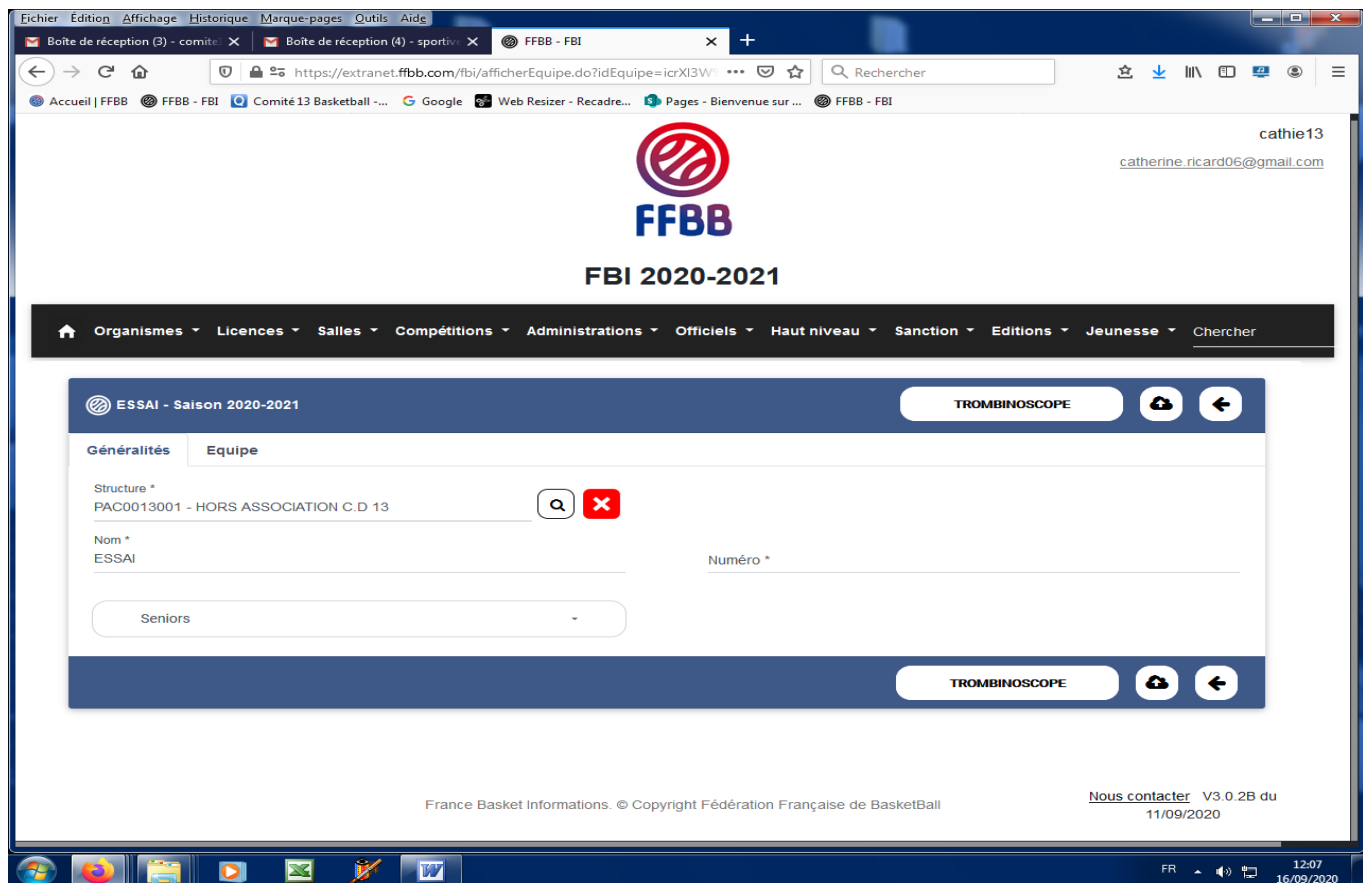 Fichier Édition Affichage Historique Marque-pages Outils Aide
Boîte de réception (3) - comite Boîte de réception (4) - sportive FFBB - FBI
https://extranet.ffbb.com/fbi/afficherEquipe.do?idEquipe=icrXI3W Rechercher
Accueil | FFBB FFBB - FBI Comité 13 Basketball -... Google Web Resizer - Recadre... Pages - Bienvenue sur ... FFBB - FBI
cathie13
catherine.ricard06@gmail.com
FFBB
FBI 2020-2021
Organismes Licences Salles Compétitions Administrations Officiels Haut niveau Sanction Editions Jeunesse Chercher
ESSAI - Saison 2020-2021 TROMBINOSCOPE
Généralités Equipe
Structure *
PAC0013001 - HORS ASSOCIATION C.D 13
Nom *
ESSAI
Numéro *
Seniors
TROMBINOSCOPE
France Basket Informations. © Copyright Fédération Française de BasketBall
Nous contacter V3.0.2B du
11/09/2020
FR 12:07
16/09/2020